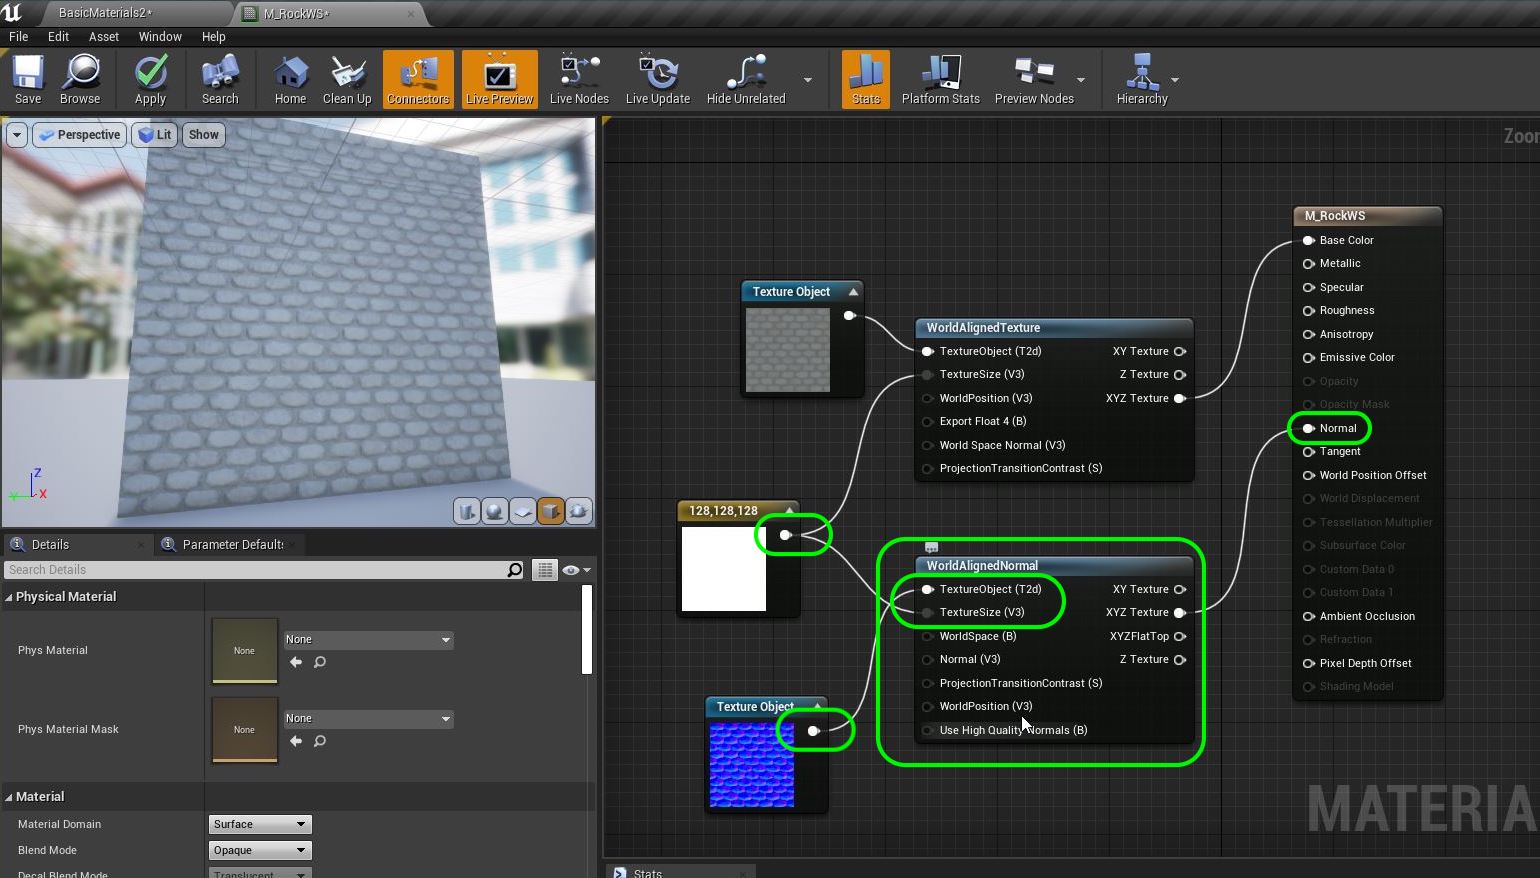 BasicMaterials2*
M_RockWS*
File Edit Asset Window Help
Save Browse Apply Search Home Clean Up Connectors Live Preview Live Nodes Live Update Hide Unrelated Stats Platform Stats Preview Nodes Hierarchy
Perspective Lit Show
Z
Y
X
Details
Parameter Defaults
Search Details
Physical Material
Phys Material
None
None
Phys Material Mask
None
None
Material
Material Domain
Surface
Blend Mode
Opaque
Decal Blend Mode
Translucent
Texture Object
128,128,128
Texture Object
WorldAlignedTexture
TextureObject (T2d) XY Texture
TextureSize (V3) Z Texture
WorldPosition (V3) XYZ Texture
Export Float 4 (B)
World Space Normal (V3)
ProjectionTransitionContrast (S)
WorldAlignedNormal
TextureObject (T2d) XY Texture
TextureSize (V3) XYZ Texture
WorldSpace (B) XYZFlatTop
Normal (V3) Z Texture
ProjectionTransitionContrast (S)
WorldPosition (V3)
Use High Quality Normals (B)
M_RockWS
Base Color
Metallic
Specular
Roughness
Anisotropy
Emissive Color
Opacity
Opacity Mask
Normal
Tangent
World Position Offset
World Displacement
Tessellation Multiplier
Subsurface Color
Custom Data 0
Custom Data 1
Ambient Occlusion
Refraction
Pixel Depth Offset
Shading Model
Zoo
MATERIA
Stats